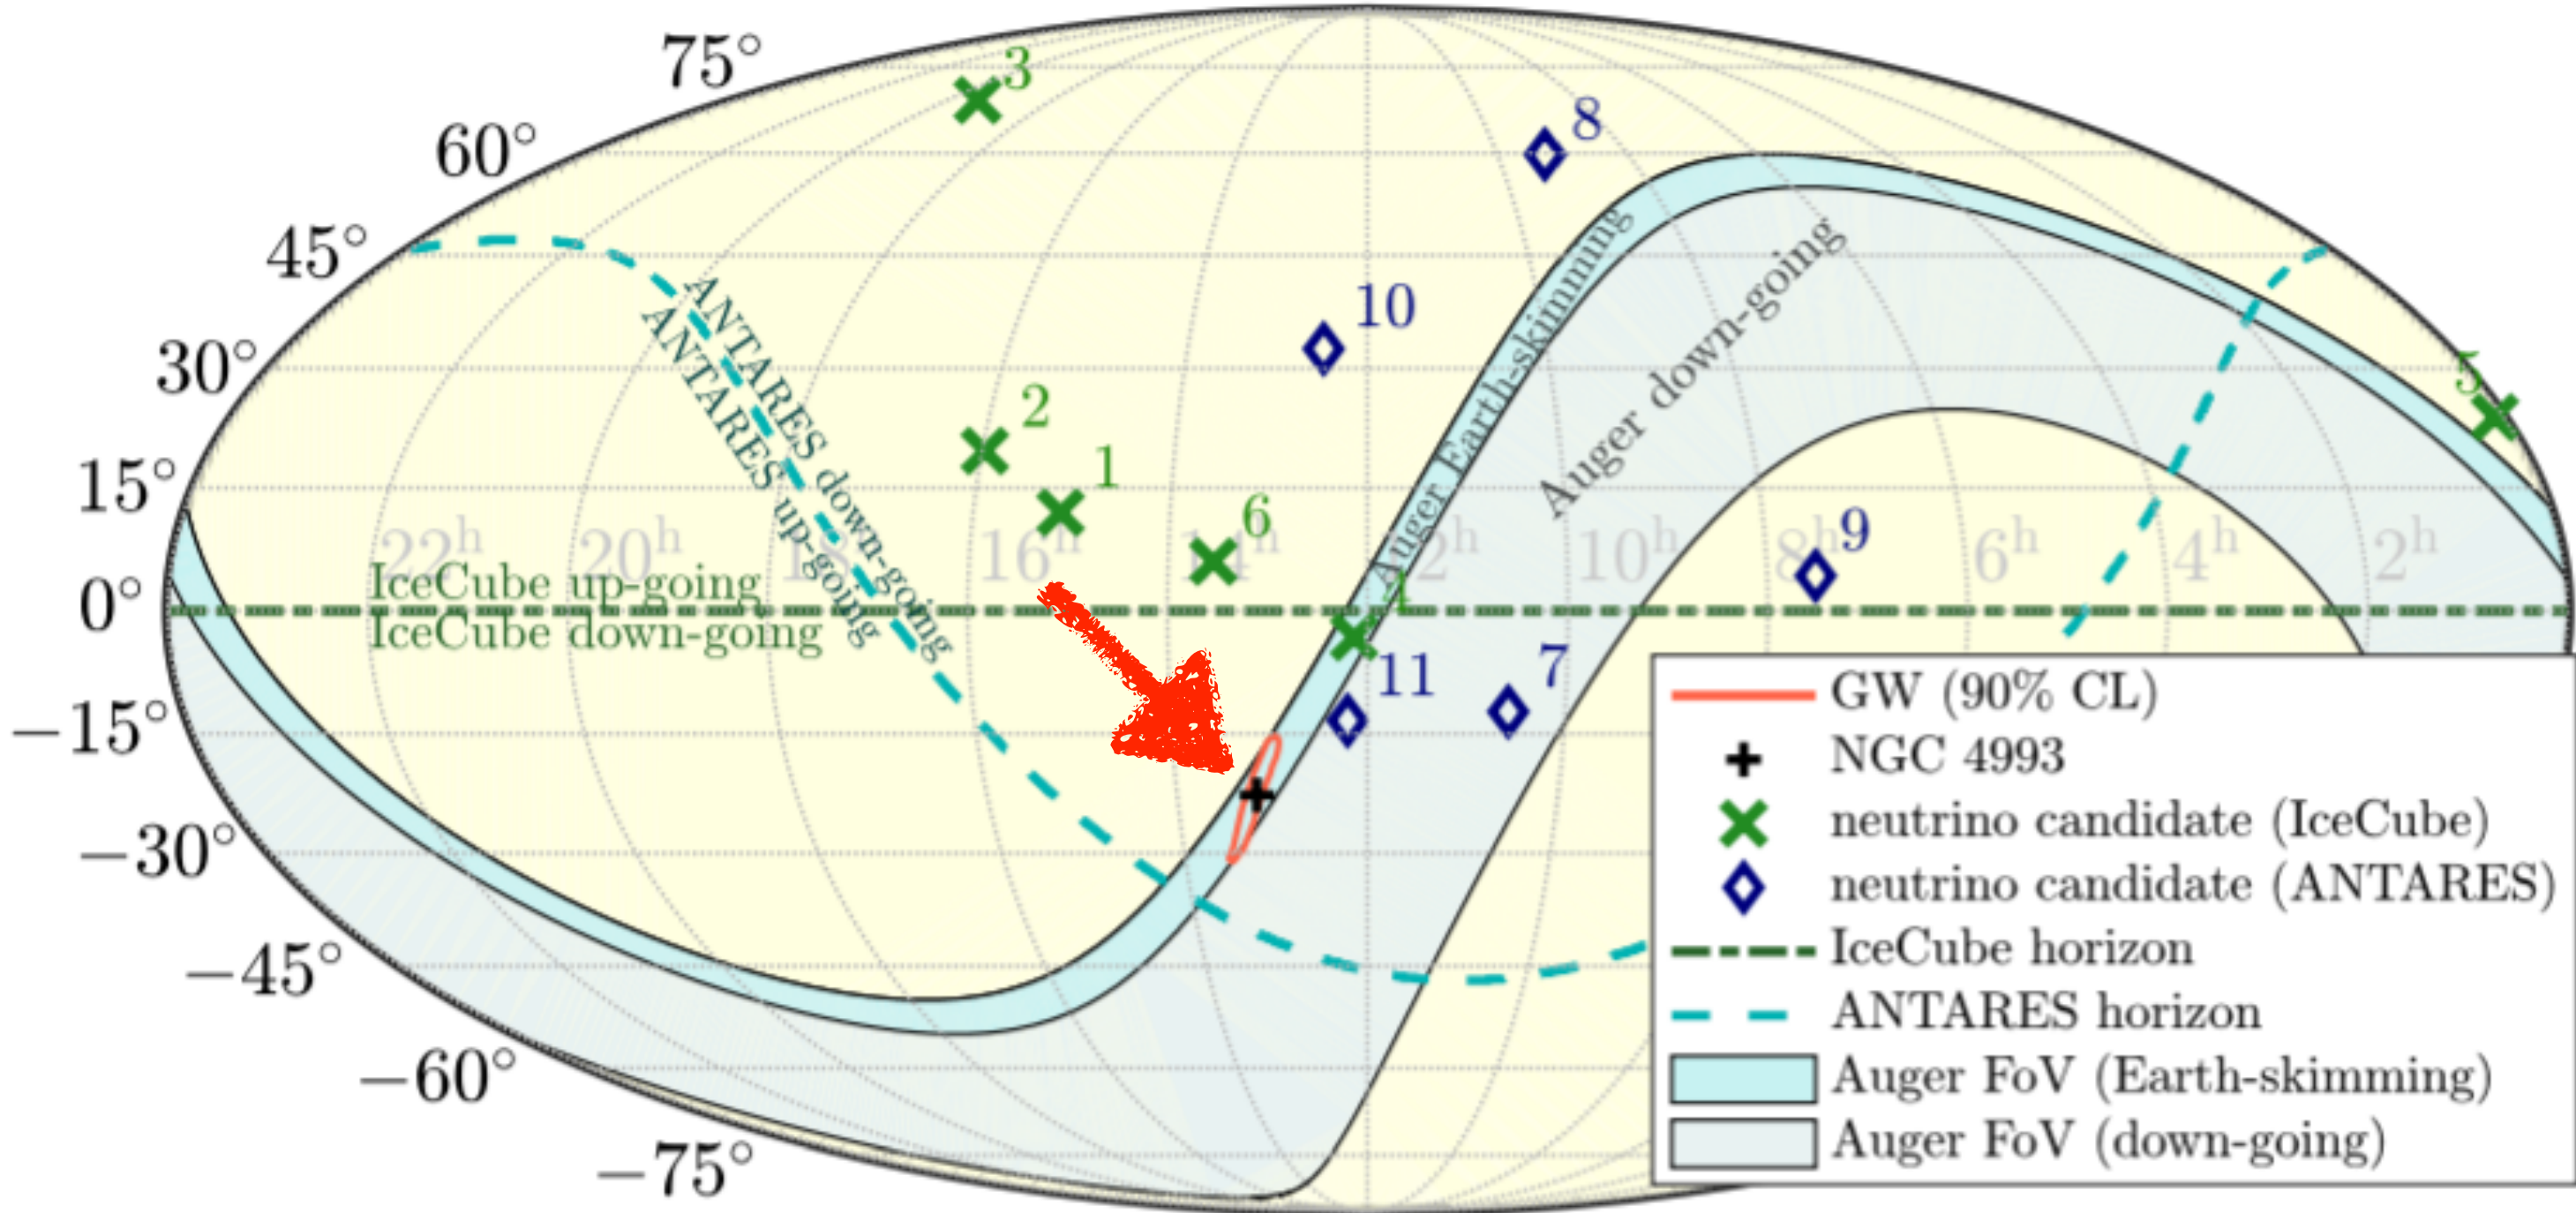 75°
60°
45°
30°
15°
0°
−15°
−30°
−45°
−60°
−75°
3
8
10
2
1
6
5
9
4
11
7
22h
20h
18
16h
14h
12h
10h
8h
6h
4h
2h
ANTARES down-going
ANTARES up-going
IceCube up-going
IceCube down-going
Auger Earth-skimming
Auger down-going
GW (90% CL)
NGC 4993
neutrino candidate (IceCube)
neutrino candidate (ANTARES)
IceCube horizon
ANTARES horizon
Auger FoV (Earth-skimming)
Auger FoV (down-going)